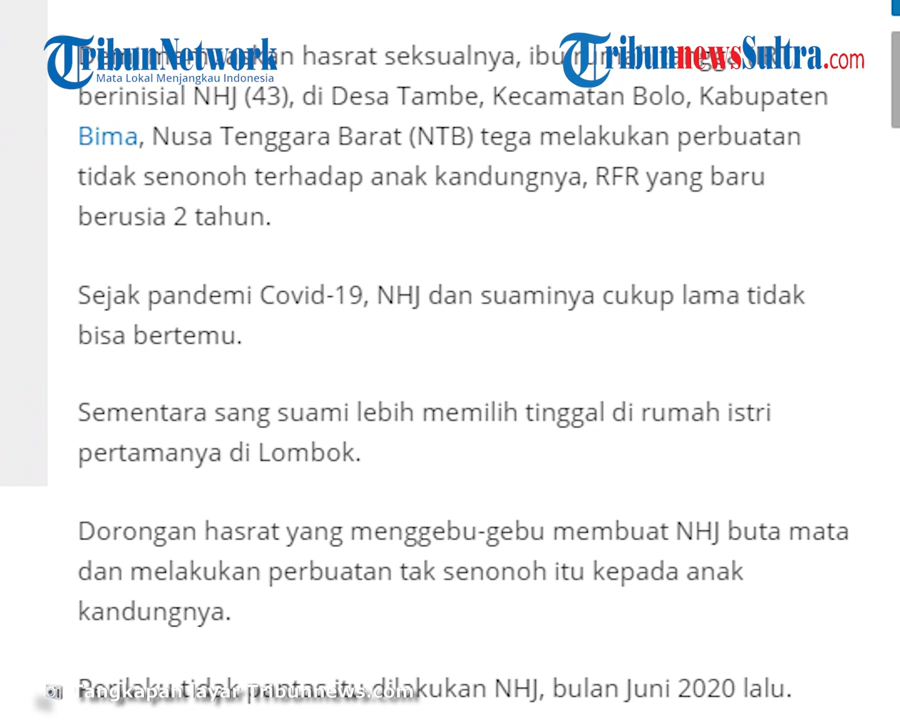 TribunNetwork
Mata Lokal Menjangkau Indonesia
TribunnewsSultra.com
hasrat seksualnya, ibu
berinisial NHJ (43), di Desa Tambe, Kecamatan Bolo, Kabupaten
Bima, Nusa Tenggara Barat (NTB) tega melakukan perbuatan
tidak senonoh terhadap anak kandungnya, RFR yang baru
berusia 2 tahun.
Sejak pandemi Covid-19, NHJ dan suaminya cukup lama tidak
bisa bertemu.
Sementara sang suami lebih memilih tinggal di rumah istri
pertamanya di Lombok.
Dorongan hasrat yang menggebu-gebu membuat NHJ buta mata
dan melakukan perbuatan tak senonoh itu kepada anak
kandungnya.
Perilaku tidak pantas itu dilakukan NHJ, bulan Juni 2020 lalu.
Tangkapan layar Tribunnews.com